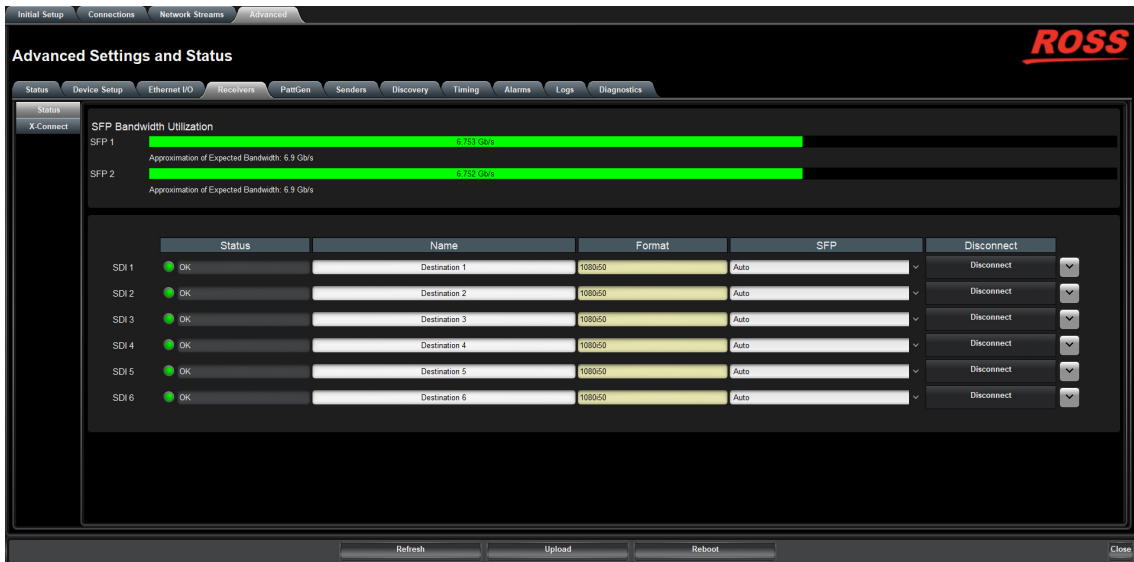 Initial Setup Connections Network Streams Advanced
ROSS
Advanced Settings and Status
Status Device Setup Ethernet I/O Receivers PattGen Senders Discovery Timing Alarms Logs Diagnostics
Status
X-Connect
SFP Bandwidth Utilization
SFP 1 6.753 Gb/s
Approximation of Expected Bandwidth: 6.9 Gb/s
SFP 2 6.752 Gb/s
Approximation of Expected Bandwidth: 6.9 Gb/s
Status Name Format SFP Disconnect
SDI 1 OK Destination 1 1080i50 Auto Disconnect
SDI 2 OK Destination 2 1080i50 Auto Disconnect
SDI 3 OK Destination 3 1080i50 Auto Disconnect
SDI 4 OK Destination 4 1080i50 Auto Disconnect
SDI 5 OK Destination 5 1080i50 Auto Disconnect
SDI 6 OK Destination 6 1080i50 Auto Disconnect
Refresh Upload Reboot Close